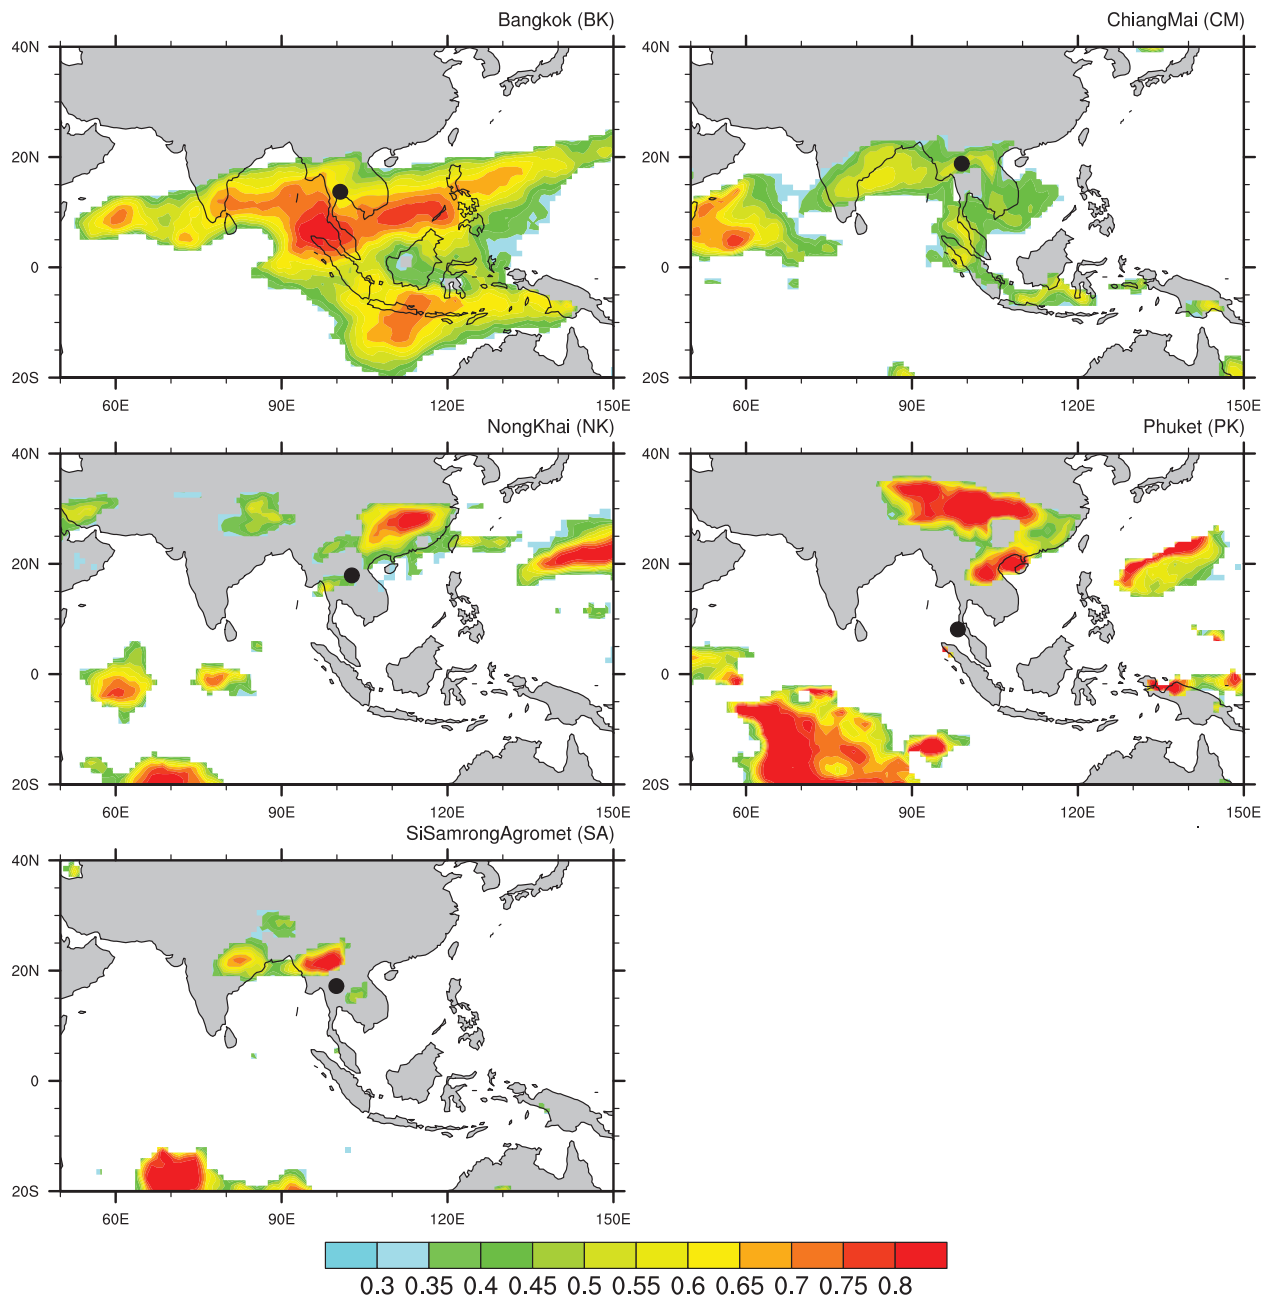 Bangkok (BK)
ChiangMai (CM)
40N
20N
0
20S
60E 90E 120E 150E
40N
20N
0
20S
60E 90E 120E 150E
NongKhai (NK)
Phuket (PK)
40N
20N
0
20S
60E 90E 120E 150E
40N
20N
0
20S
60E 90E 120E 150E
SiSamrongAgromet (SA)
40N
20N
0
20S
60E 90E 120E 150E
0.3 0.35 0.4 0.45 0.5 0.55 0.6 0.65 0.7 0.75 0.8